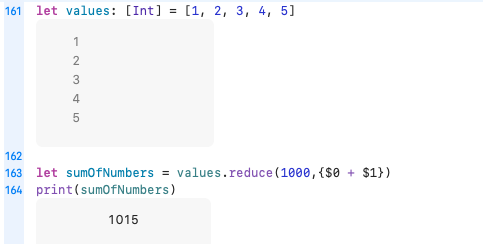 161 let values: [Int] = [1, 2, 3, 4, 5]
1
2
3
4
5
162
163 let sumOfNumbers = values.reduce(1000,{$0 + $1})
164 print(sumOfNumbers)
1015